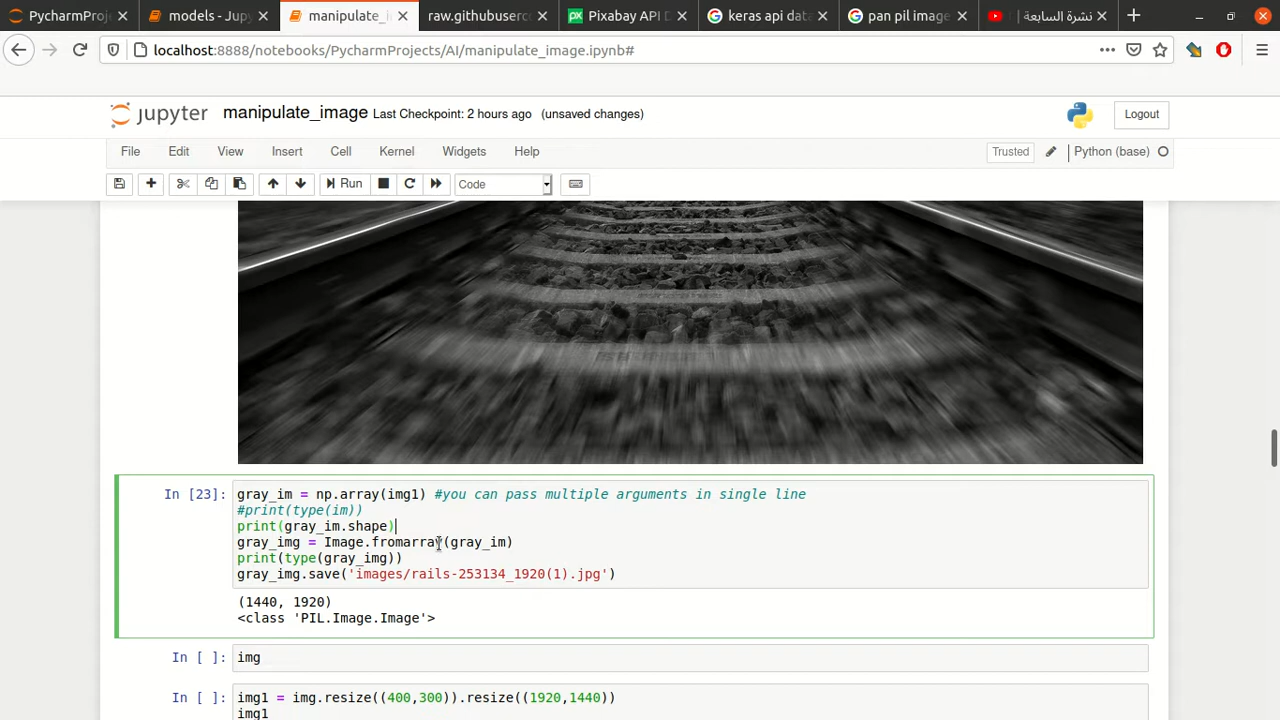 PycharmProjects
models - Jupy
manipulate_i
raw.githubuserco
Pixabay API D
keras api data
pan pil image
نشرة السابعة |
localhost:8888/notebooks/PycharmProjects/AI/manipulate_image.ipynb#
jupyter manipulate_image Last Checkpoint: 2 hours ago (unsaved changes)
Logout
File Edit View Insert Cell Kernel Widgets Help
Trusted
Python (base)
Run
Code
In [23]:
gray_im = np.array(img1) #you can pass multiple arguments in single line
#print(type(im))
print(gray_im.shape)
gray_img = Image.fromarray(gray_im)
print(type(gray_img))
gray_img.save('images/rails-253134_1920(1).jpg')
(1440, 1920)
<class 'PIL.Image.Image'>
In [ ]: img
In [ ]: img1 = img.resize((400,300)).resize((1920,1440))
img1